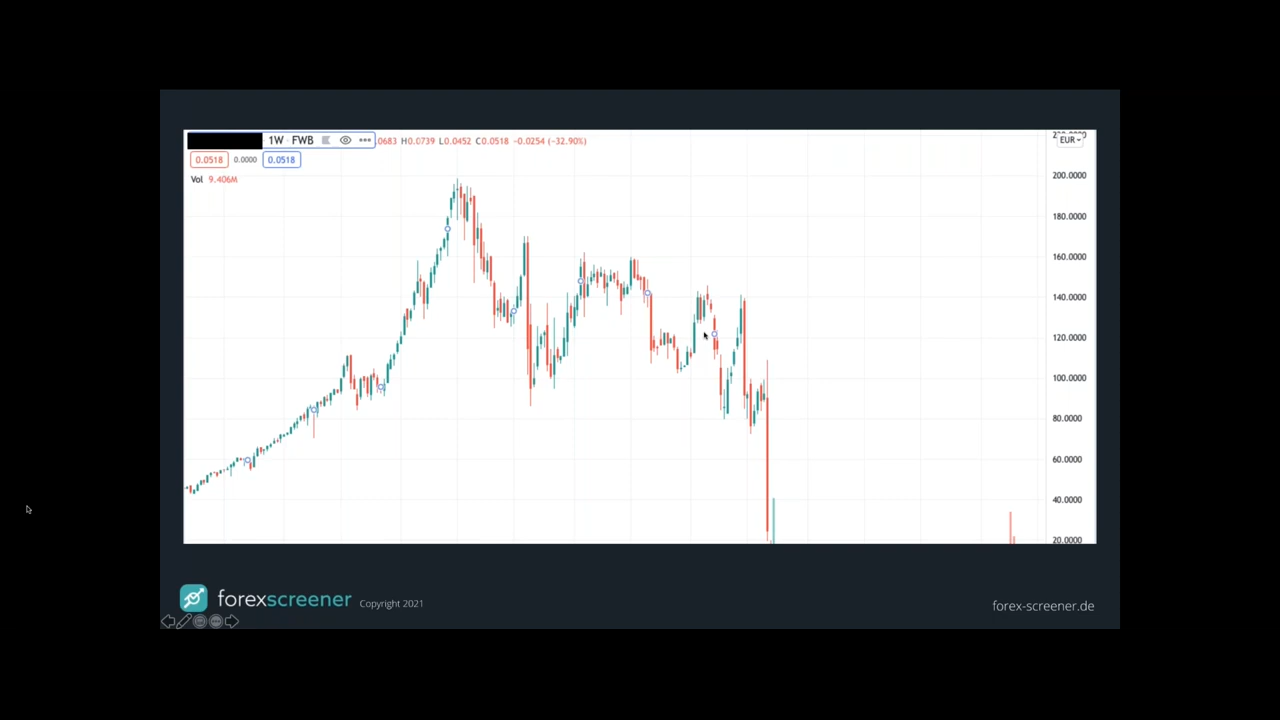 1W FWB ••• .0683 H0.0739 L0.0452 C0.0518 -0.0254 (-32.90%)
0.0518 0.0000 0.0518
Vol 9.406M
EUR
200.0000
180.0000
160.0000
140.0000
120.0000
100.0000
80.0000
60.0000
40.0000
20.0000
forexscreener Copyright 2021
forex-screener.de